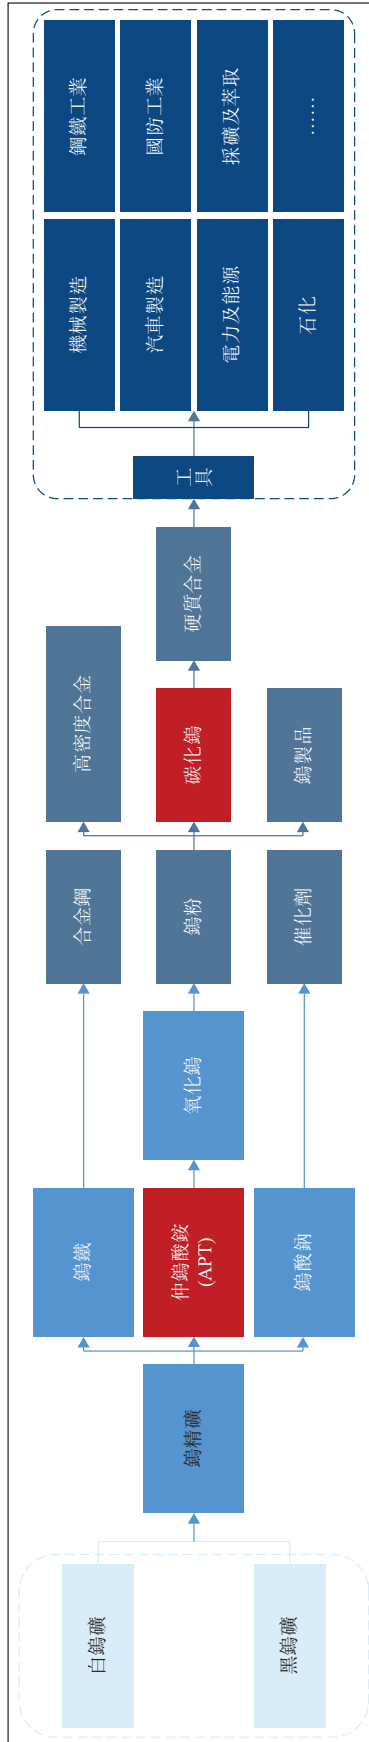 白鎢礦
黑鎢礦
鎢精礦
鎢鐵
仲鎢酸銨
(APT)
鎢酸鈉
氧化鎢
合金鋼
鎢粉
催化劑
高密度合金
碳化鎢
鎢製品
硬質合金
工具
機械製造
鋼鐵工業
汽車製造
國防工業
電力及能源
採礦及萃取
石化
……